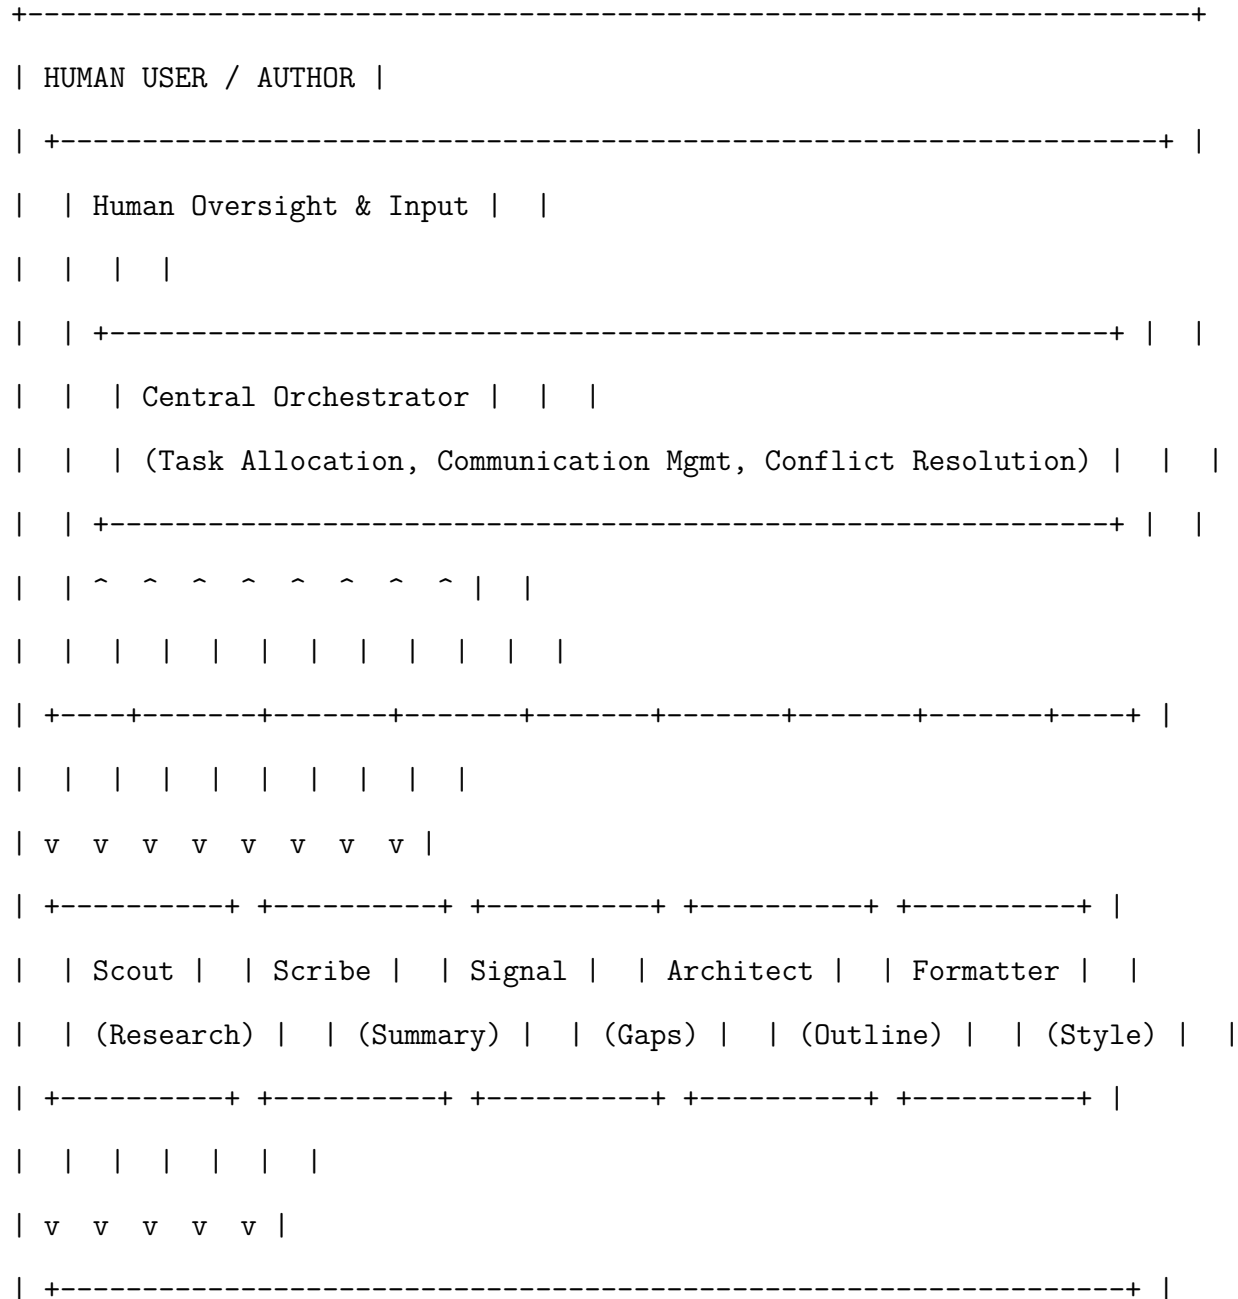 +-----------------------------------------------------------------------+
| HUMAN USER / AUTHOR |
| +-------------------------------------------------------------------+ |
| | Human Oversight & Input | |
| | | |
| | +-------------------------------------------------------------+ | |
| | | Central Orchestrator | | |
| | | (Task Allocation, Communication Mgmt, Conflict Resolution) | | |
| | +-------------------------------------------------------------+ | |
| | ^ ^ ^ ^ ^ ^ ^ ^ | |
| | | | | | | | | | | |
| +----+-------+-------+-------+-------+-------+-------+-------+----+ |
| | | | | | | | | |
| v v v v v v v v |
| +----------+ +----------+ +----------+ +----------+ +----------+ |
| | Scout | | Scribe | | Signal | | Architect | | Formatter | |
| | (Research) | | (Summary) | | (Gaps) | | (Outline) | | (Style) | |
| +----------+ +----------+ +----------+ +----------+ +----------+ |
| | | | | | |
| v v v v v |
| +-----------------------------------------------------------------+ |